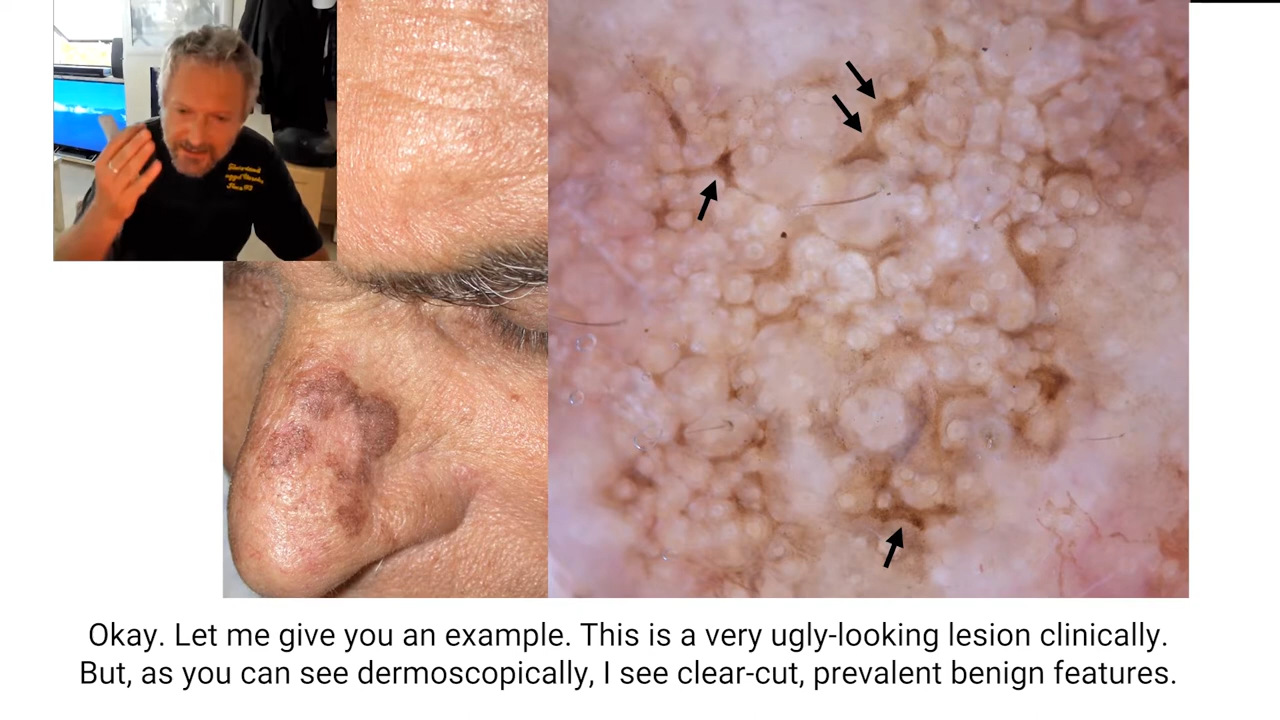 Okay. Let me give you an example. This is a very ugly-looking lesion clinically.
But, as you can see dermoscopically, I see clear-cut, prevalent benign features.